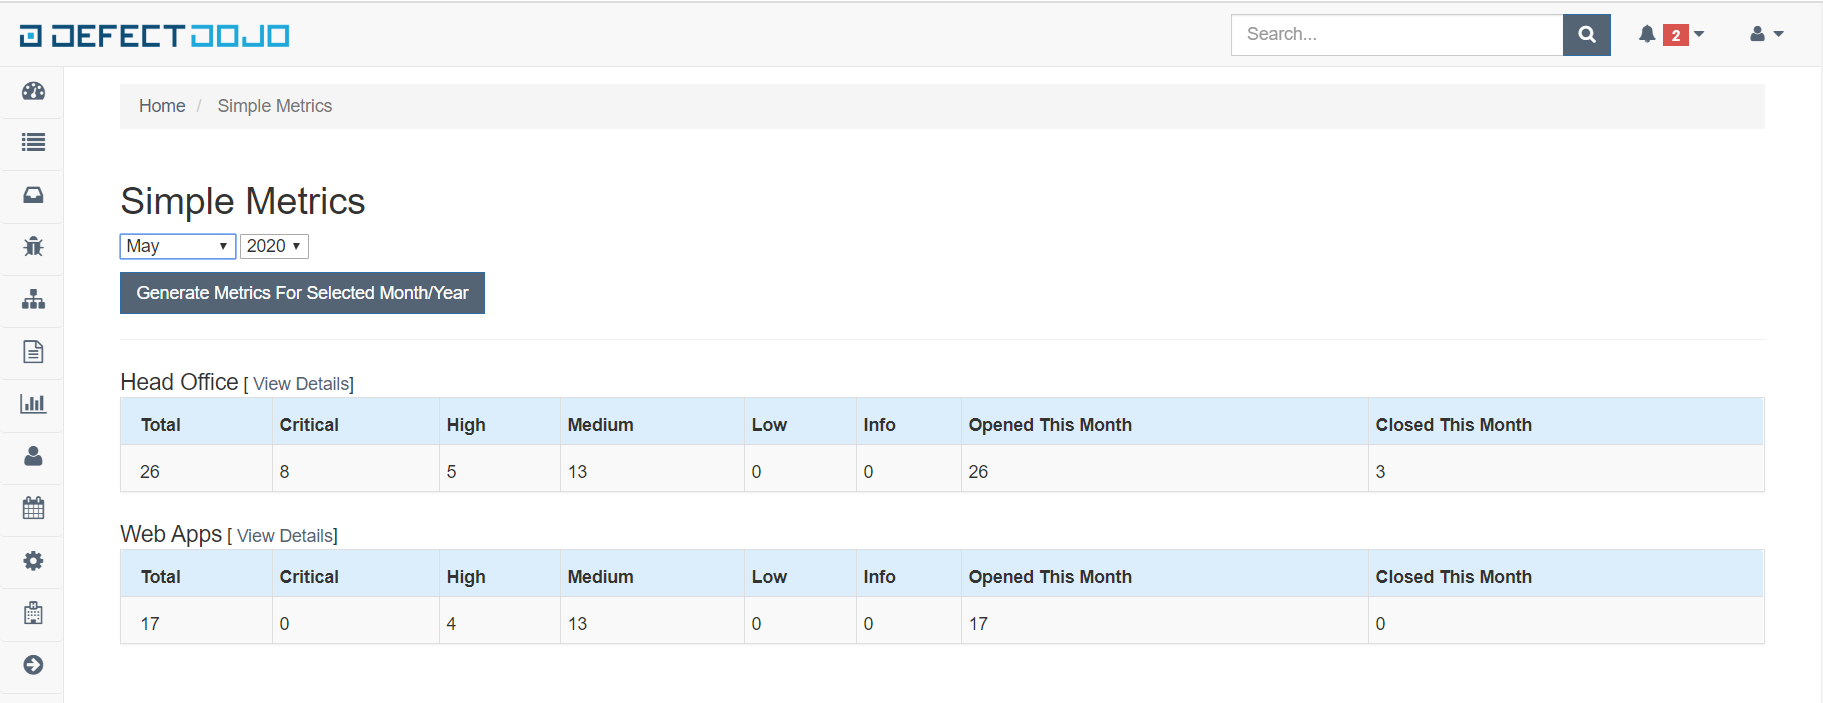 DEFECTDOJO Search... 2
Home / Simple Metrics
Simple Metrics
May 2020
Generate Metrics For Selected Month/Year
Head Office [ View Details]
Total Critical High Medium Low Info Opened This Month Closed This Month
26 8 5 13 0 0 26 3
Web Apps [ View Details]
Total Critical High Medium Low Info Opened This Month Closed This Month
17 0 4 13 0 0 17 0